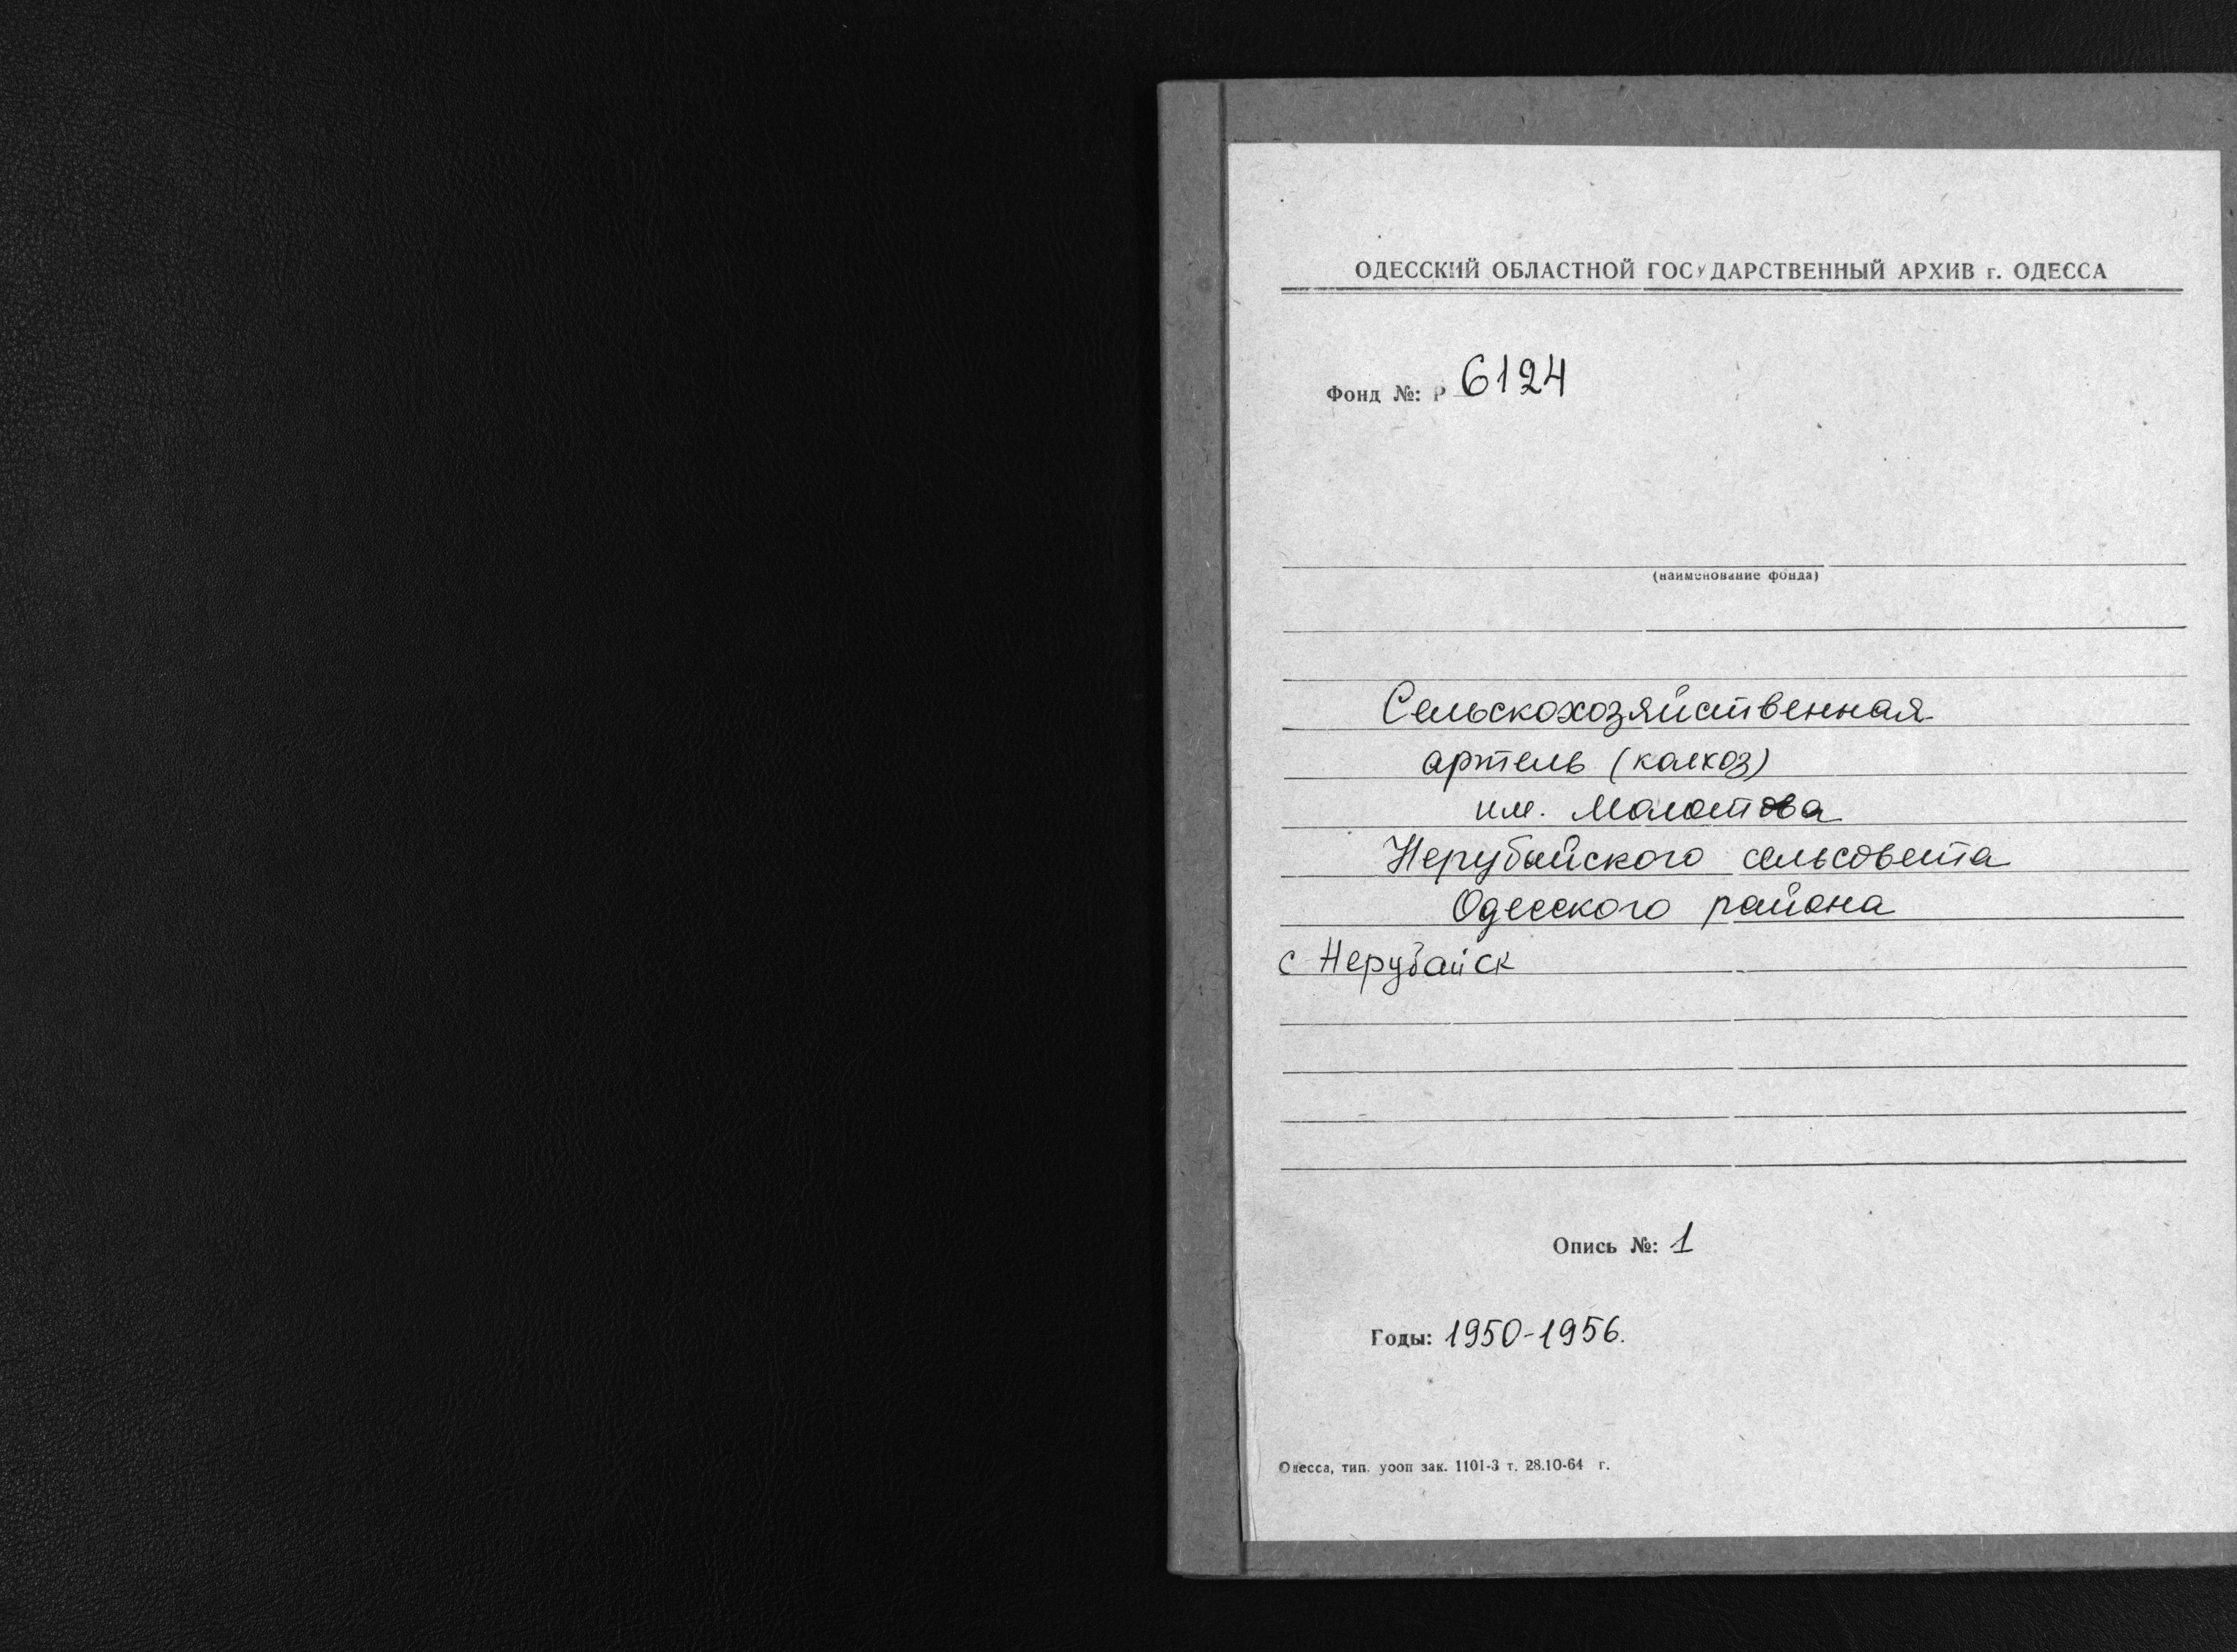 ОДЕССКИЙ ОБЛАСТНОЙ ГОСУДАРСТВЕННЫЙ АРХИВ г. ОДЕССА
Фонд №: Р 6124
(наименование фонда)
Сельскохозяйственная
артель (колхоз)
им. Молотова
Нерубайского сельсовета
Одесского района
с Нерубайск
Опись №: 1
Годы: 1950-1956.
Одесса, тип. уооп зак. 1101-3 т. 28.10-64 г.